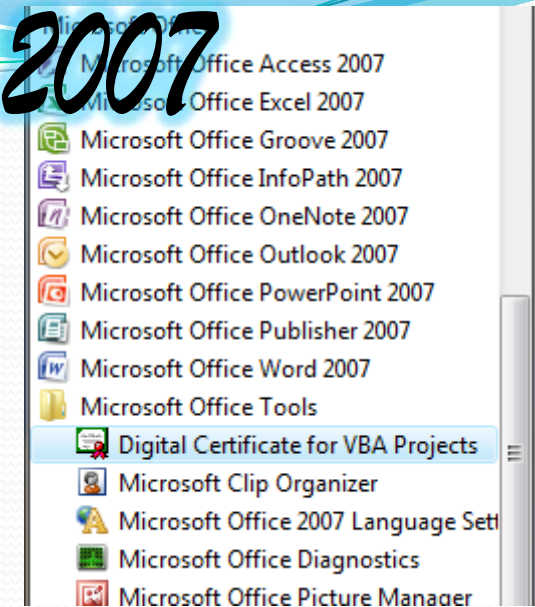 2007
Microsoft Office
Microsoft Office Access 2007
Microsoft Office Excel 2007
Microsoft Office Groove 2007
Microsoft Office InfoPath 2007
Microsoft Office OneNote 2007
Microsoft Office Outlook 2007
Microsoft Office PowerPoint 2007
Microsoft Office Publisher 2007
Microsoft Office Word 2007
Microsoft Office Tools
Digital Certificate for VBA Projects
Microsoft Clip Organizer
Microsoft Office 2007 Language Sett
Microsoft Office Diagnostics
Microsoft Office Picture Manager